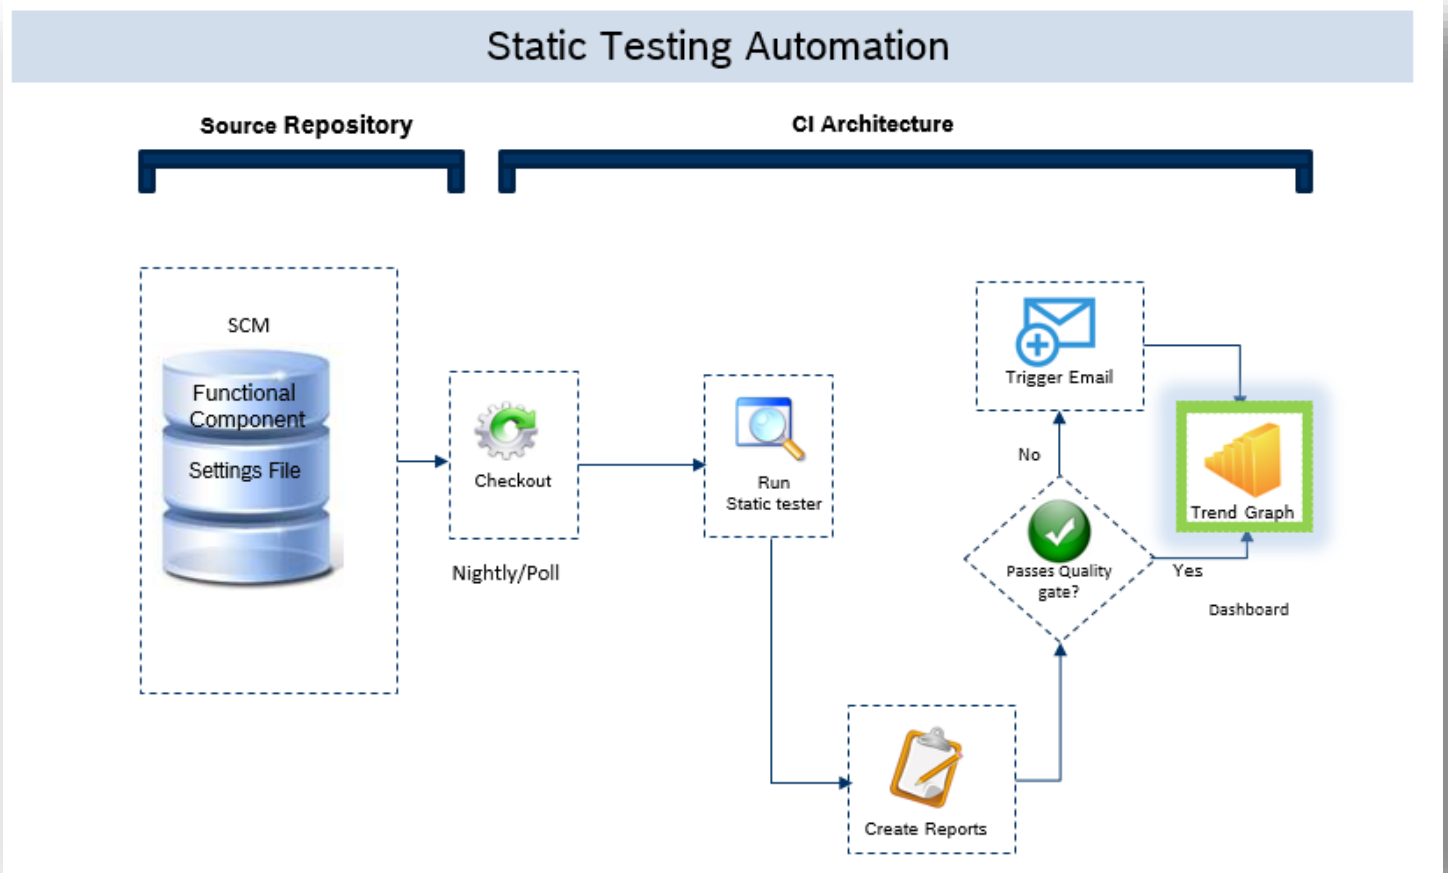 Static Testing Automation
Source Repository
CI Architecture
SCM
Functional
Component
Settings File
Checkout
Nightly/Poll
Run
Static tester
Create Reports
Passes Quality
gate?
No
Trigger Email
Yes
Trend Graph
Dashboard